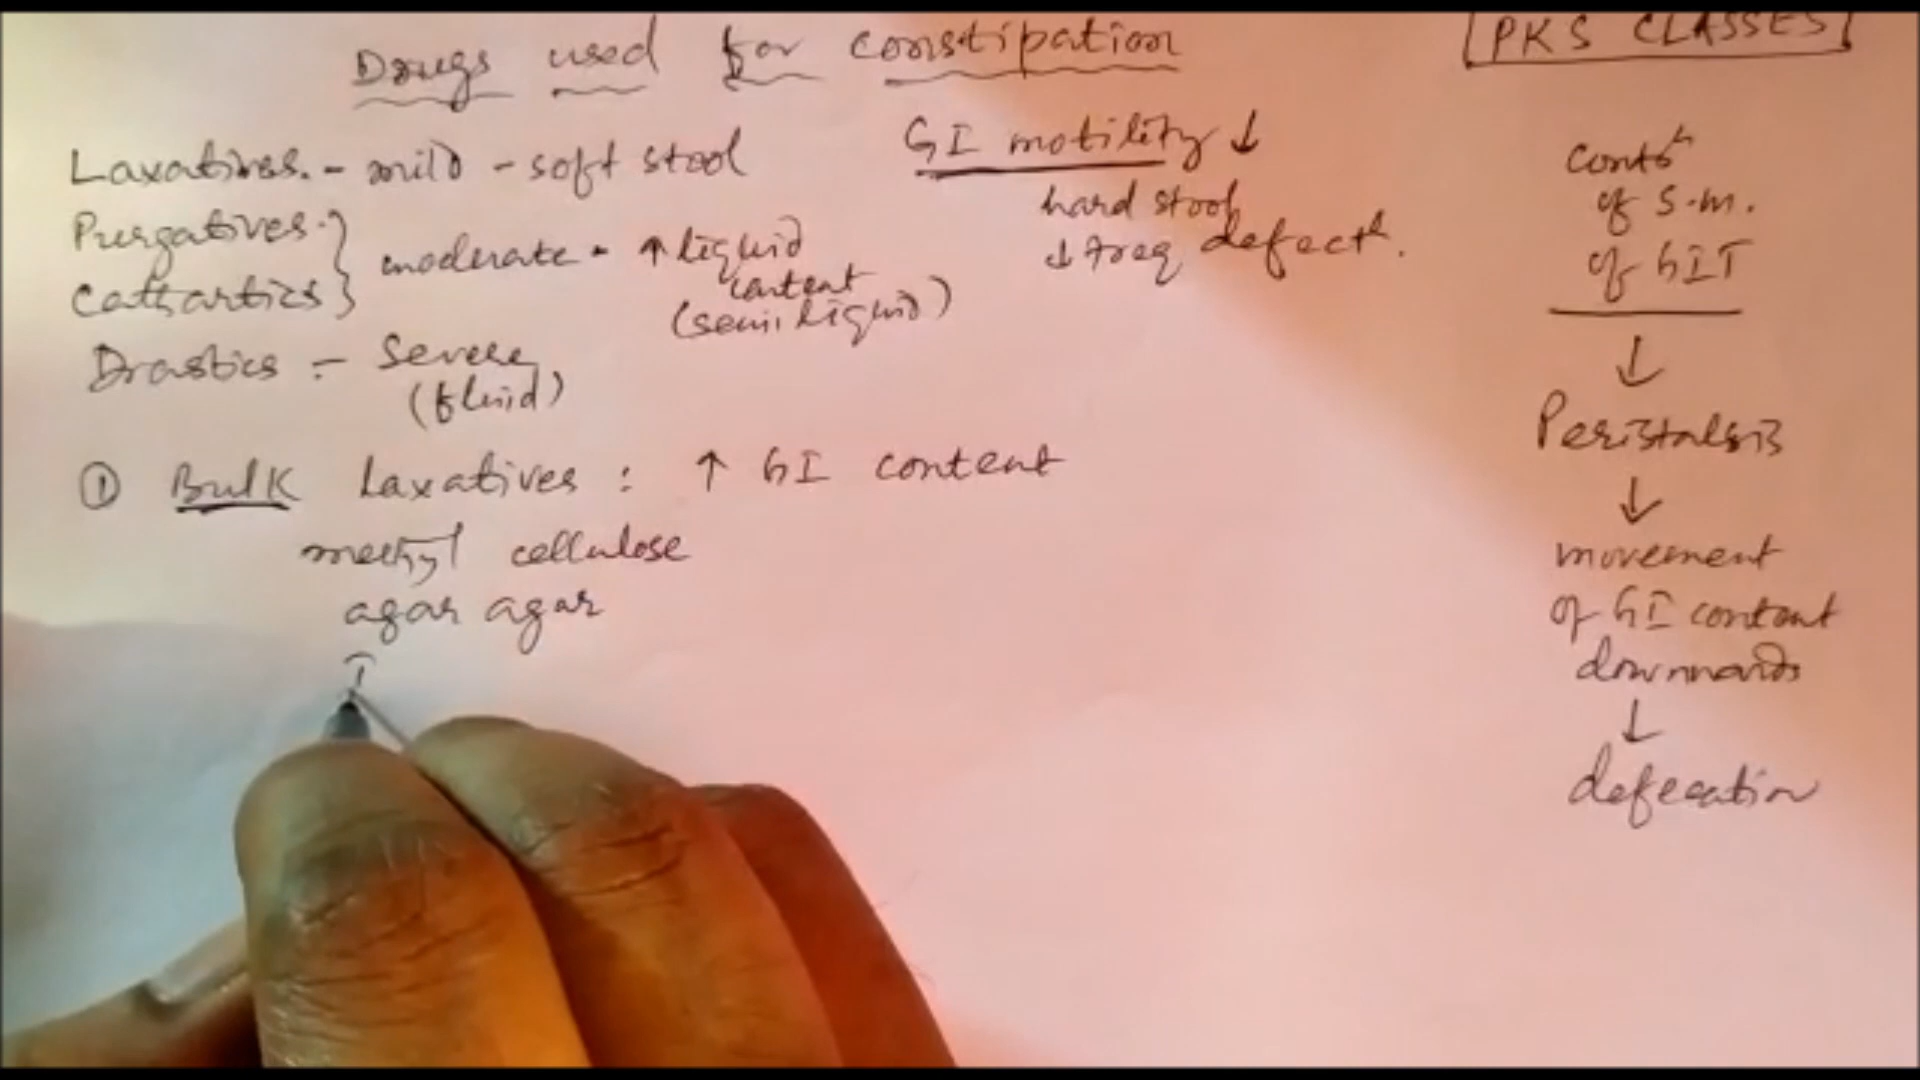 Drugs used for constipation
PKS CLASSES
Laxatives. - mild - soft stool
Purgatives.
Cathartics
moderate - ↑ liquid
content
(semi liquid)
Drastics :- Severe
(fluid)
GI motility ↓
hard stool
↓ freq defectn.
① Bulk Laxatives : ↑ GI content
methyl cellulose
agar agar
I
contn
of S.M.
of GIT
↓
Peristalsis
↓
movement
of GI content
downwards
↓
defecation